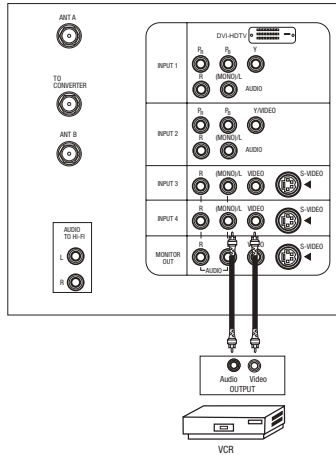 ANT A
TO
CONVERTER
ANT B
AUDIO
TO HI-FI
L
R
DVI-HDTV
INPUT 1
PR PB Y
R (MONO)/L AUDIO
INPUT 2
PR PB Y/VIDEO
R (MONO)/L AUDIO
INPUT 3
R (MONO)/L VIDEO S-VIDEO
INPUT 4
R (MONO)/L VIDEO S-VIDEO
MONITOR
OUT
R (MONO)/L VIDEO S-VIDEO
AUDIO
Audio Video
OUTPUT
VCR